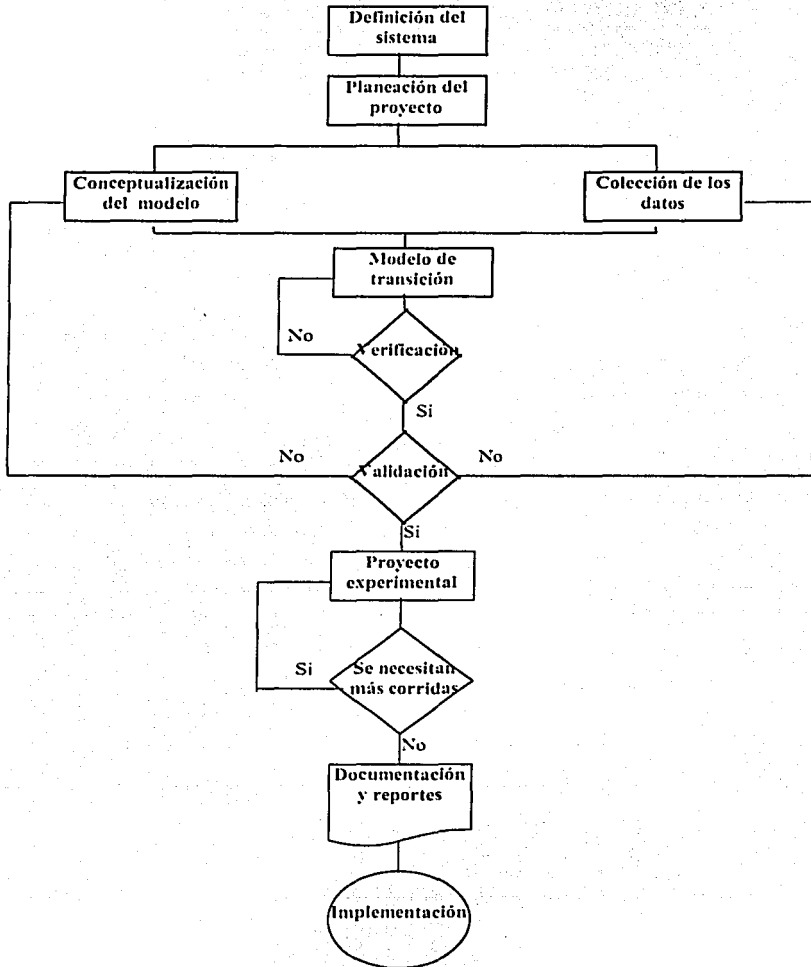 Definición del
sistema
Planeación del
proyecto
Conceptualización
del modelo
Colección de los
datos
Modelo de
transición
No
Verificación
Si
No
Validación
No
Si
Proyecto
experimental
Si
Se necesitan
más corridas
No
Documentación
y reportes
Implementación